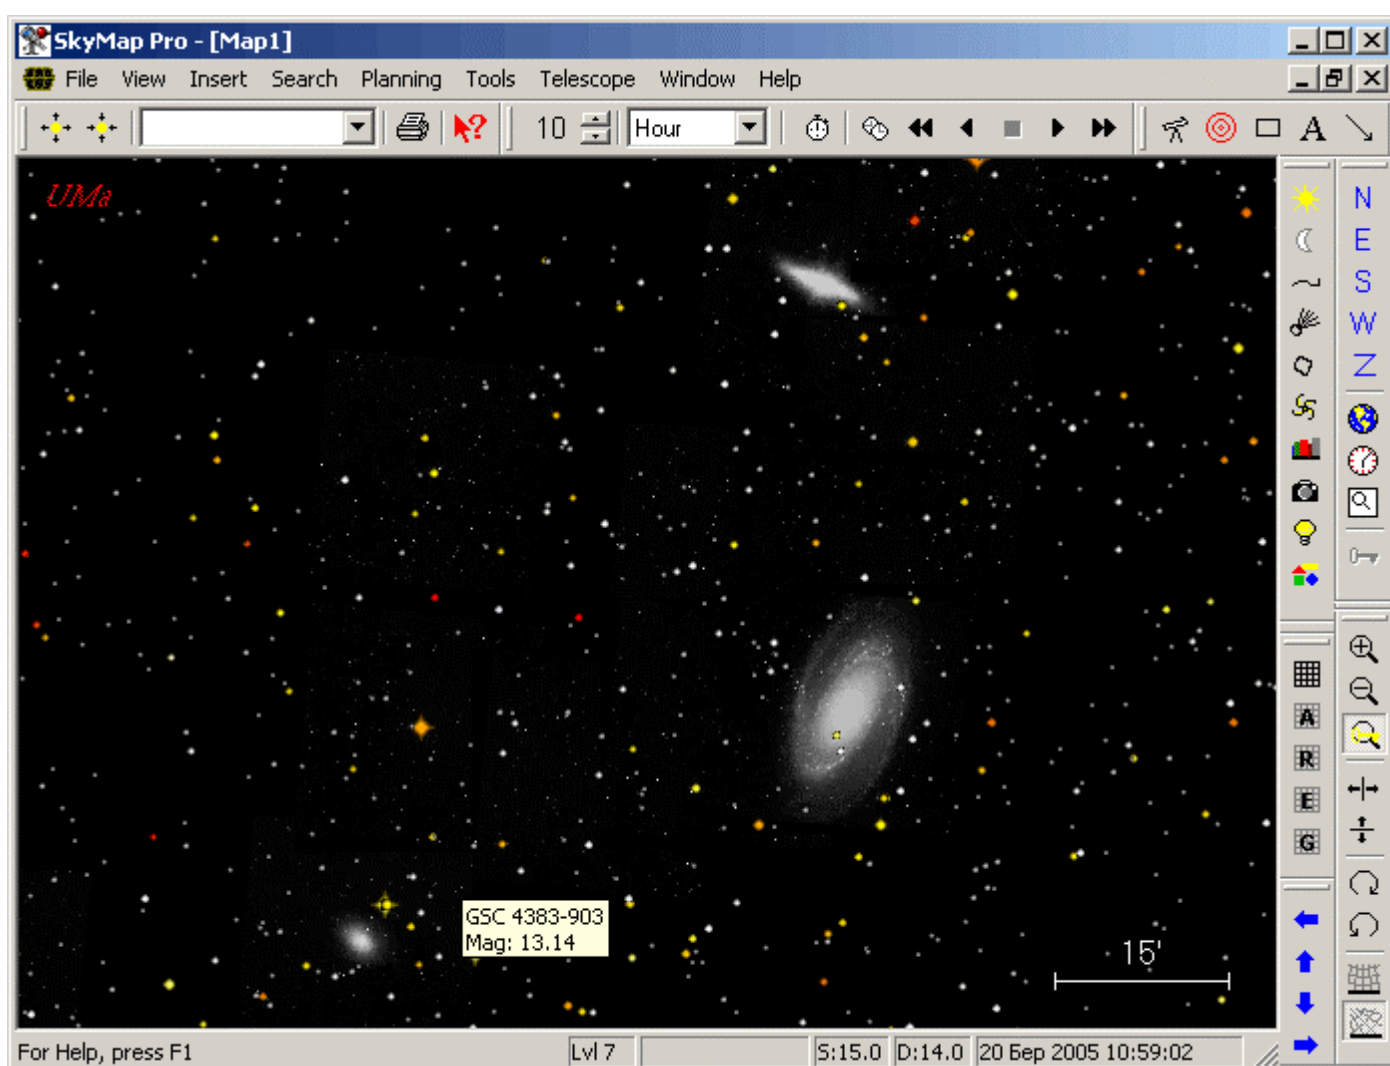 SkyMap Pro - [Map1]
File View Insert Search Planning Tools Telescope Window Help
10 Hour A
UMa
N
E
S
W
Z
A
R
E
G
GSC 4383-903
Mag: 13.14
15'
For Help, press F1 Lvl 7 S:15.0 D:14.0 20 Бер 2005 10:59:02